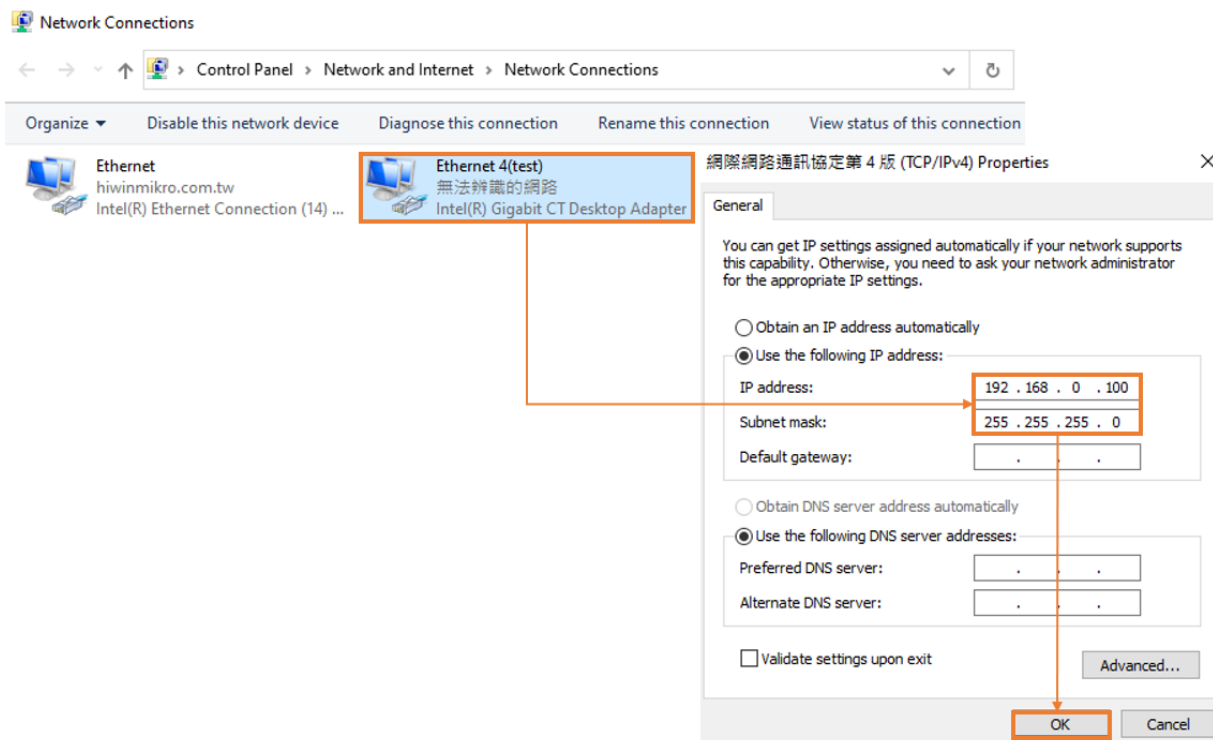 Network Connections
Control Panel > Network and Internet > Network Connections
Organize Disable this network device Diagnose this connection Rename this connection View status of this connection
Ethernet
hiwinmikro.com.tw
Intel(R) Ethernet Connection (14) ...
Ethernet 4(test)
無法辨識的網路
Intel(R) Gigabit CT Desktop Adapter
網際網路通訊協定第 4 版 (TCP/IPv4) Properties
General
You can get IP settings assigned automatically if your network supports
this capability. Otherwise, you need to ask your network administrator
for the appropriate IP settings.
Obtain an IP address automatically
Use the following IP address:
IP address: 192 . 168 . 0 . 100
Subnet mask: 255 . 255 . 255 . 0
Default gateway: . . .
Obtain DNS server address automatically
Use the following DNS server addresses:
Preferred DNS server: . . .
Alternate DNS server: . . .
Validate settings upon exit
Advanced...
OK Cancel